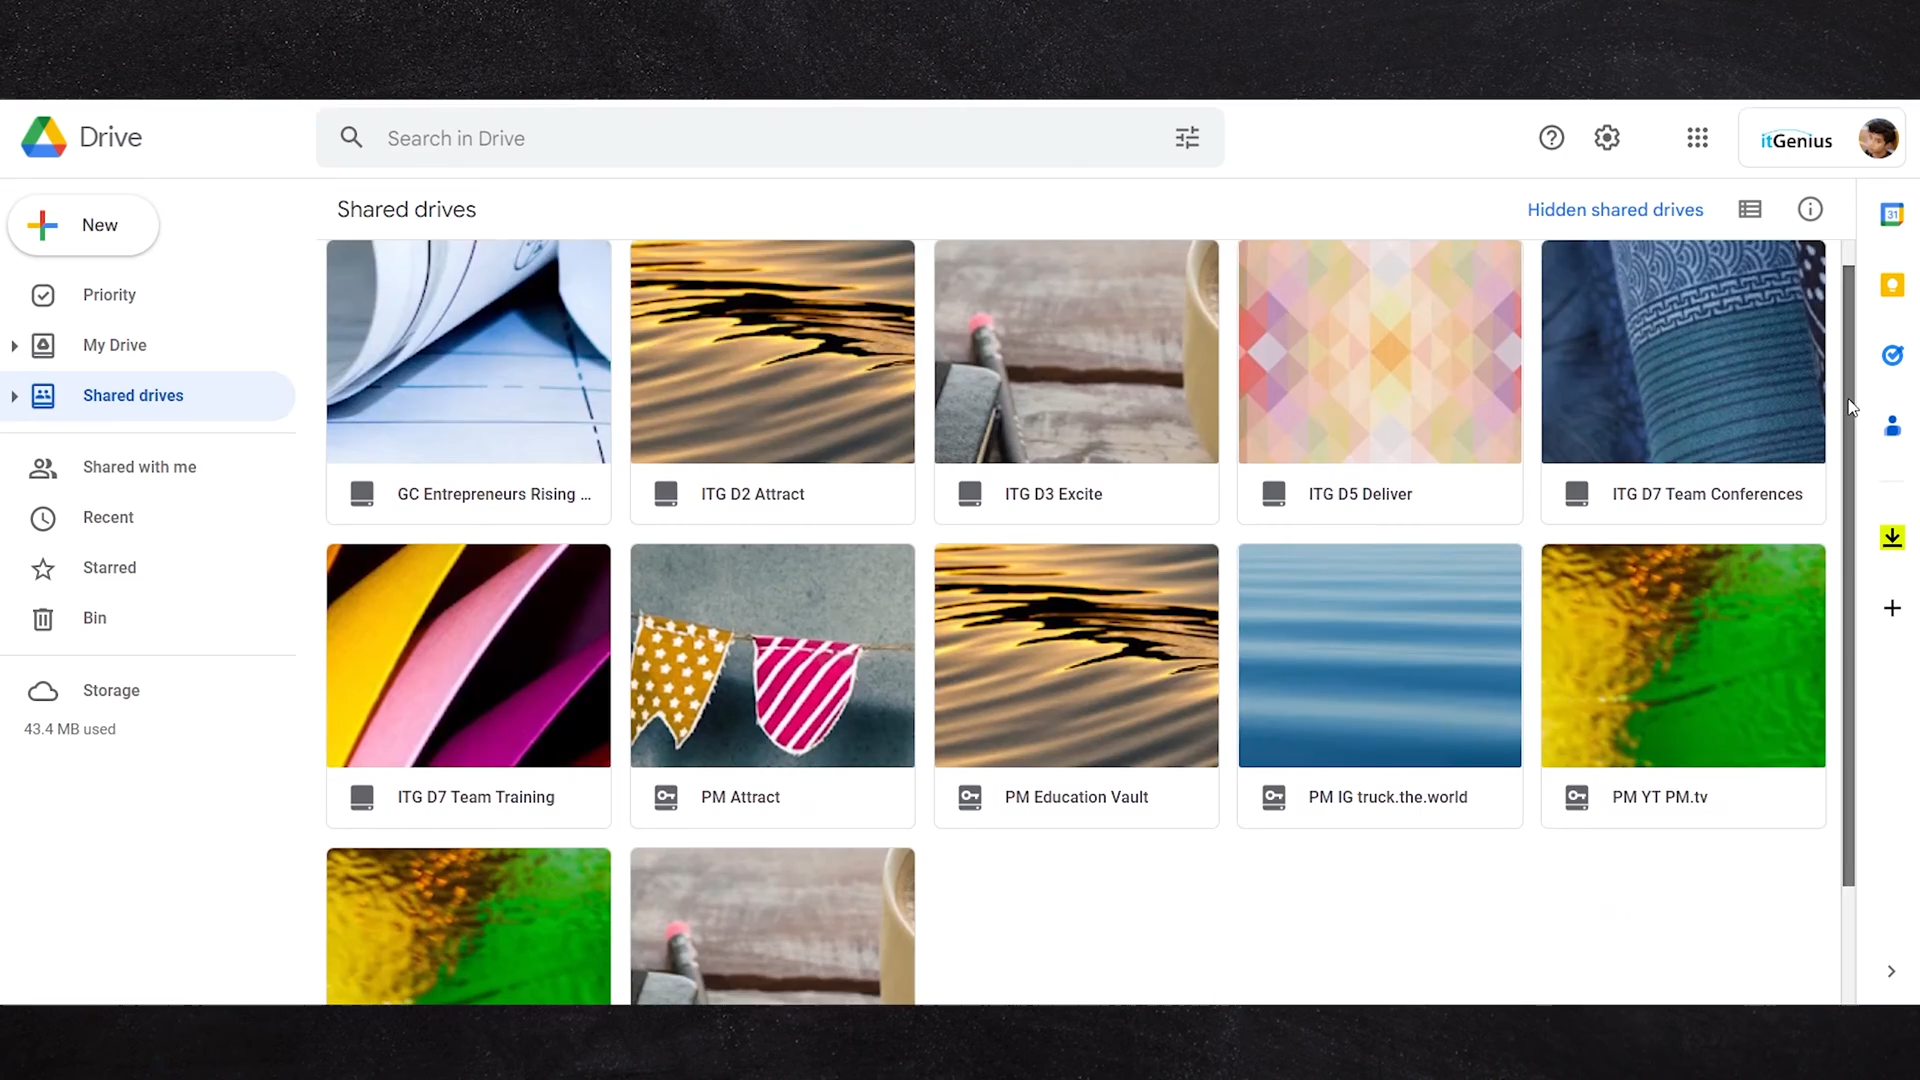 Drive
Search in Drive
itGenius
New
Shared drives
Hidden shared drives
31
Priority
My Drive
Shared drives
Shared with me
Recent
Starred
Bin
Storage
43.4 MB used
GC Entrepreneurs Rising ...
ITG D2 Attract
ITG D3 Excite
ITG D5 Deliver
ITG D7 Team Conferences
ITG D7 Team Training
PM Attract
PM Education Vault
PM IG truck.the.world
PM YT PM.tv